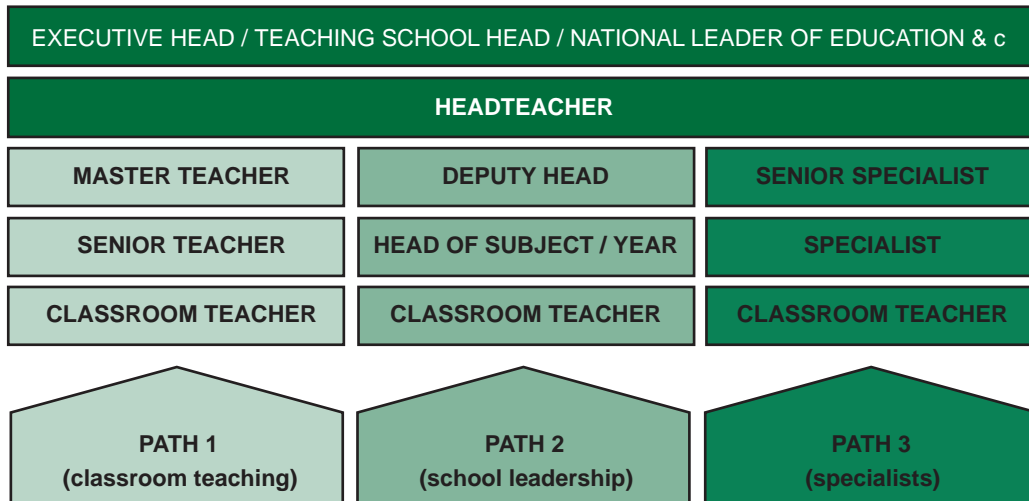 EXECUTIVE HEAD / TEACHING SCHOOL HEAD / NATIONAL LEADER OF EDUCATION & c
HEADTEACHER
MASTER TEACHER
DEPUTY HEAD
SENIOR SPECIALIST
SENIOR TEACHER
HEAD OF SUBJECT / YEAR
SPECIALIST
CLASSROOM TEACHER
CLASSROOM TEACHER
CLASSROOM TEACHER
PATH 1
(classroom teaching)
PATH 2
(school leadership)
PATH 3
(specialists)